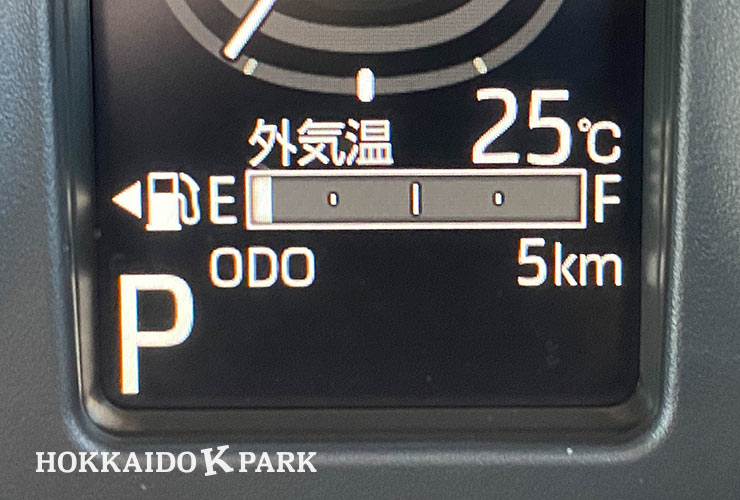 外気温 25℃
E F
ODO 5km
P
HOKKAIDO K PARK